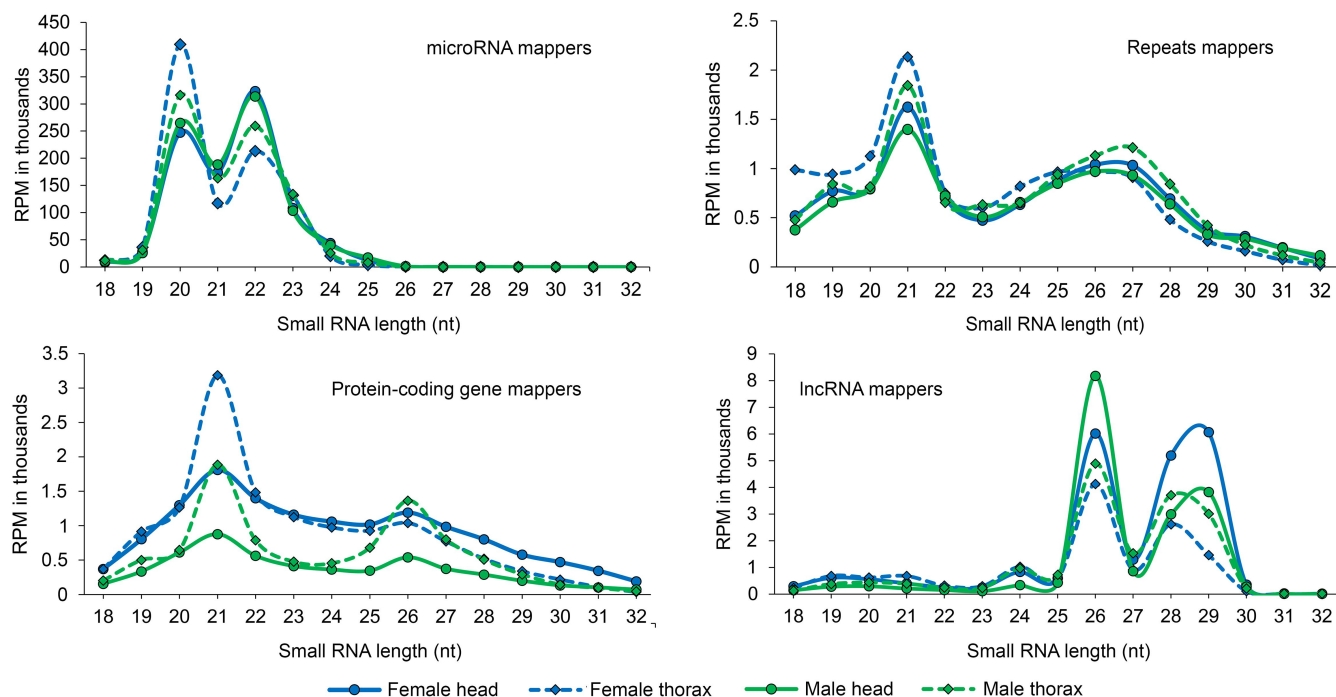 microRNA mappers
RPM in thousands
450
400
350
300
250
200
150
100
50
0
18 19 20 21 22 23 24 25 26 27 28 29 30 31 32
Small RNA length (nt)
Repeats mappers
RPM in thousands
2.5
2
1.5
1
0.5
0
18 19 20 21 22 23 24 25 26 27 28 29 30 31 32
Small RNA length (nt)
Protein-coding gene mappers
RPM in thousands
3.5
3
2.5
2
1.5
1
0.5
0
18 19 20 21 22 23 24 25 26 27 28 29 30 31 32
Small RNA length (nt)
lncRNA mappers
RPM in thousands
9
8
7
6
5
4
3
2
1
0
18 19 20 21 22 23 24 25 26 27 28 29 30 31 32
Small RNA length (nt)
Female head Female thorax Male head Male thorax